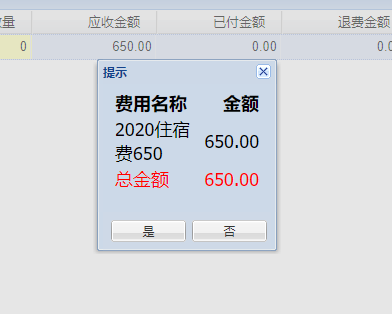 量 应收金额 已付金额 退费金额
0 650.00 0.00 0.0
提示
费用名称 金额
2020住宿
费650 650.00
总金额 650.00
是 否